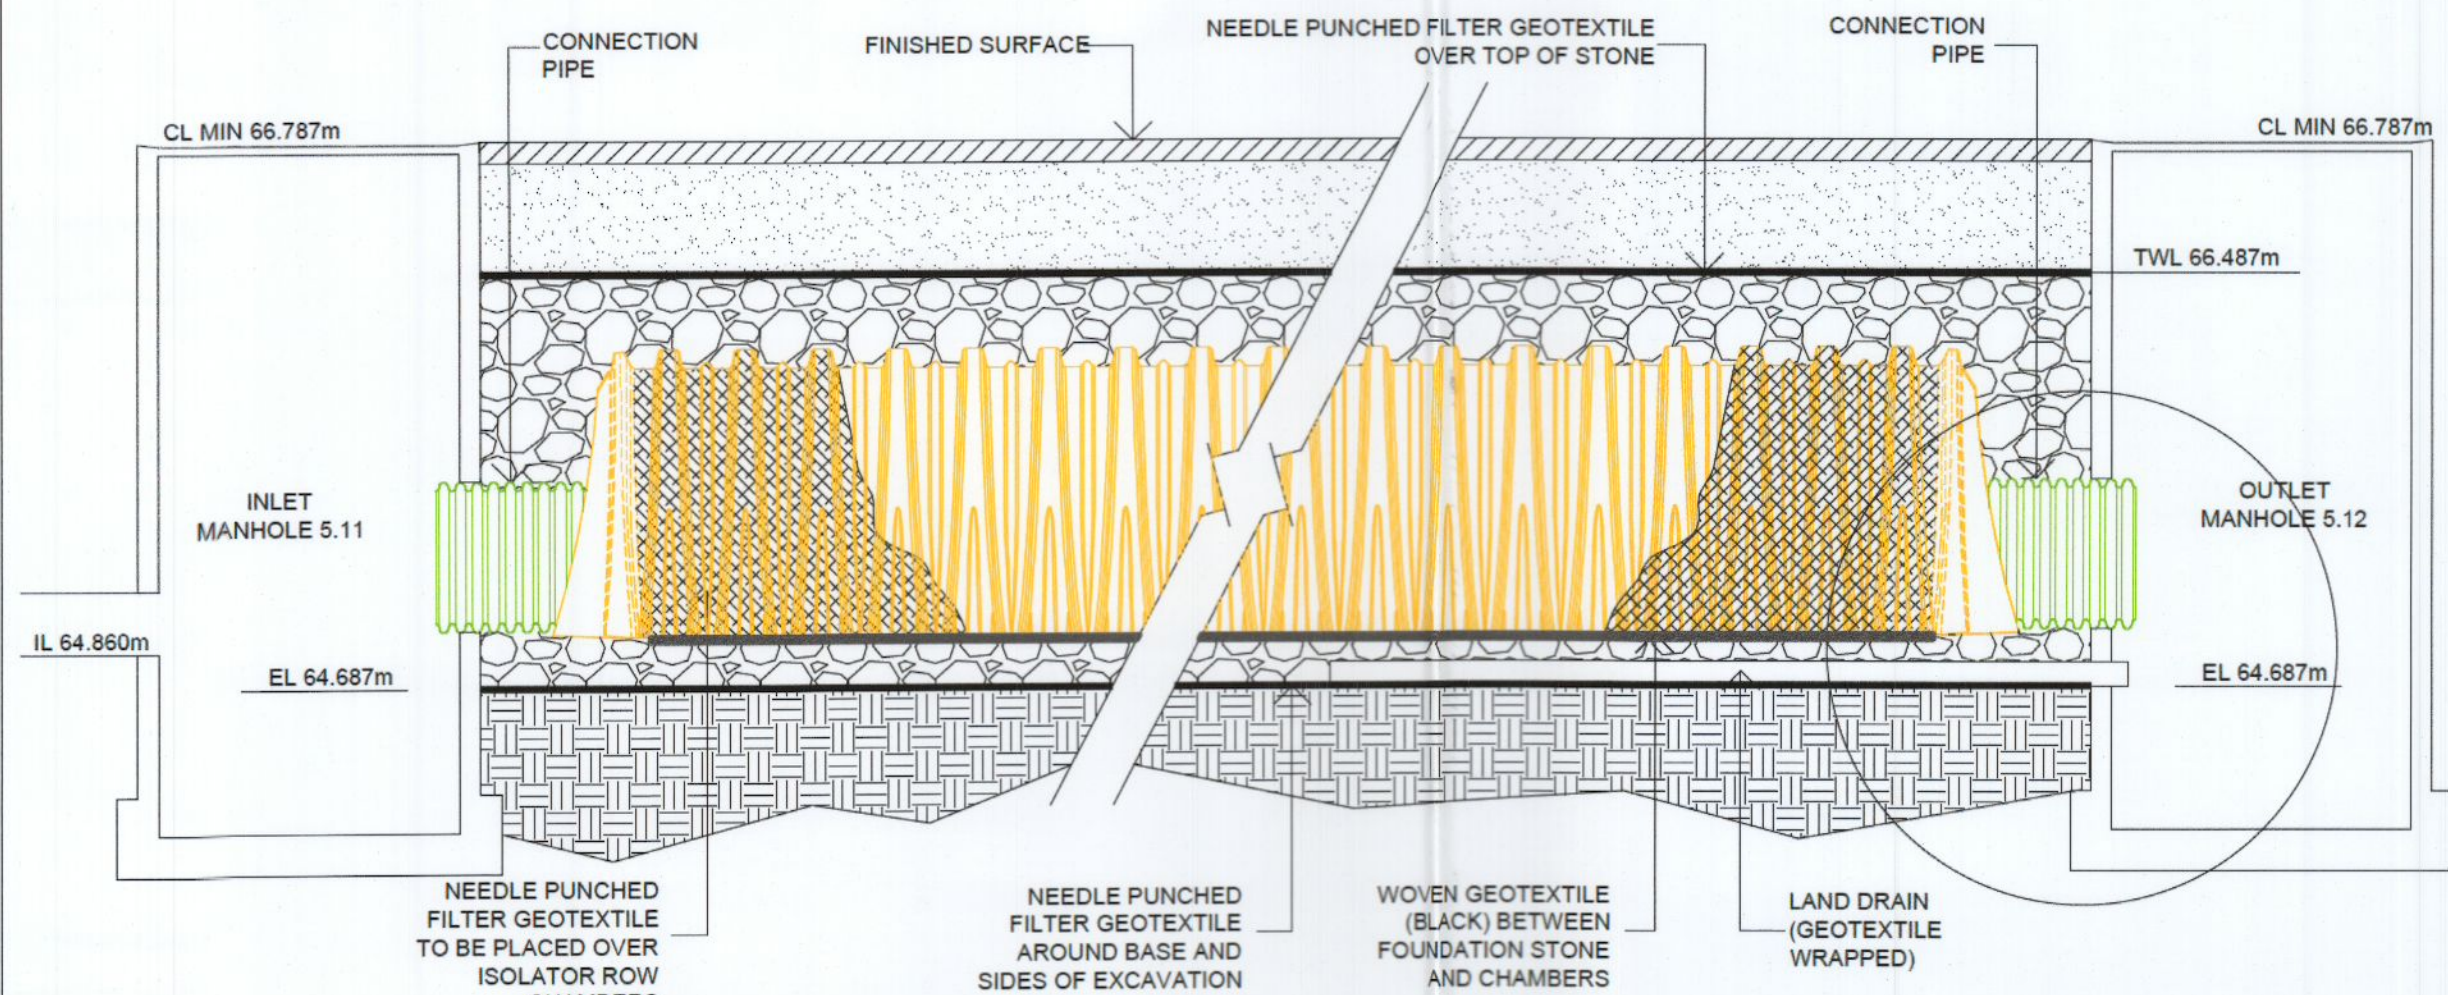 CONNECTION
PIPE
FINISHED SURFACE
NEEDLE PUNCHED FILTER GEOTEXTILE
OVER TOP OF STONE
CONNECTION
PIPE
CL MIN 66.787m
CL MIN 66.787m
TWL 66.487m
INLET
MANHOLE 5.11
OUTLET
MANHOLE 5.12
IL 64.860m
EL 64.687m
EL 64.687m
NEEDLE PUNCHED
FILTER GEOTEXTILE
TO BE PLACED OVER
ISOLATOR ROW
CHAMBERS
NEEDLE PUNCHED
FILTER GEOTEXTILE
AROUND BASE AND
SIDES OF EXCAVATION
WOVEN GEOTEXTILE
(BLACK) BETWEEN
FOUNDATION STONE
AND CHAMBERS
LAND DRAIN
(GEOTEXTILE
WRAPPED)